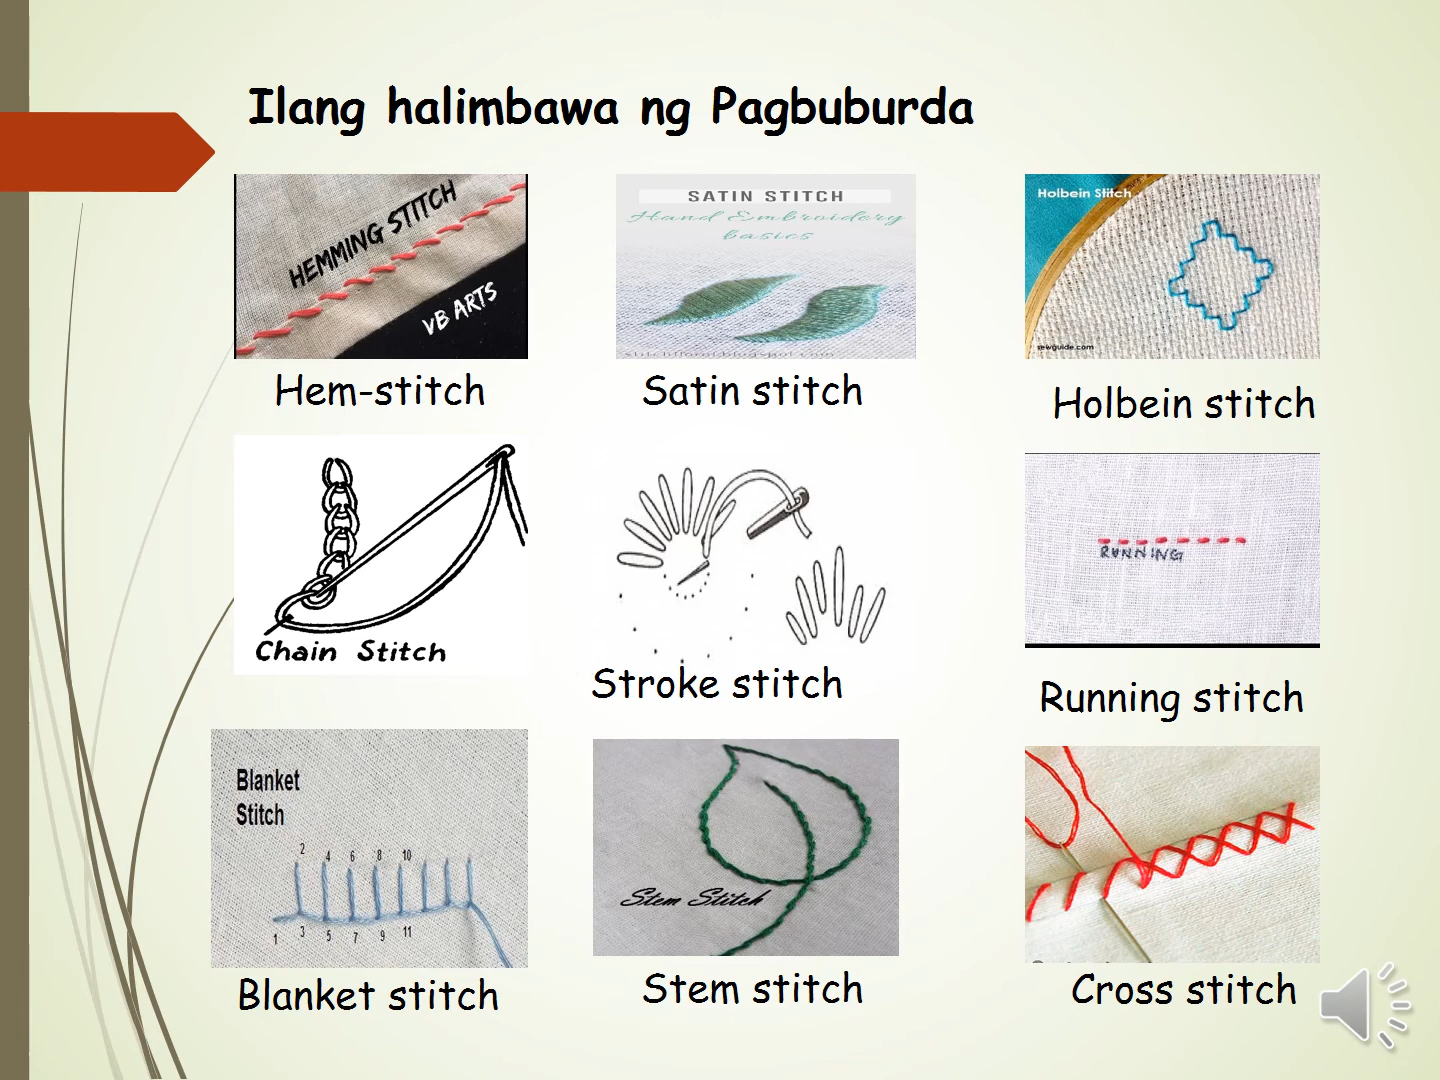 Ilang halimbawa ng Pagbuburda
HEMMING STITCH
VB ARTS
Hem-stitch
SATIN STITCH
Hand Embroidery
basics
Satin stitch
Holbein Stitch
sewguide.com
Holbein stitch
Chain Stitch
Stroke stitch
RUNNING
Running stitch
Blanket
Stitch
2 4 6 8 10
1 3 5 7 9 11
Blanket stitch
Stem Stitch
Stem stitch
Cross stitch